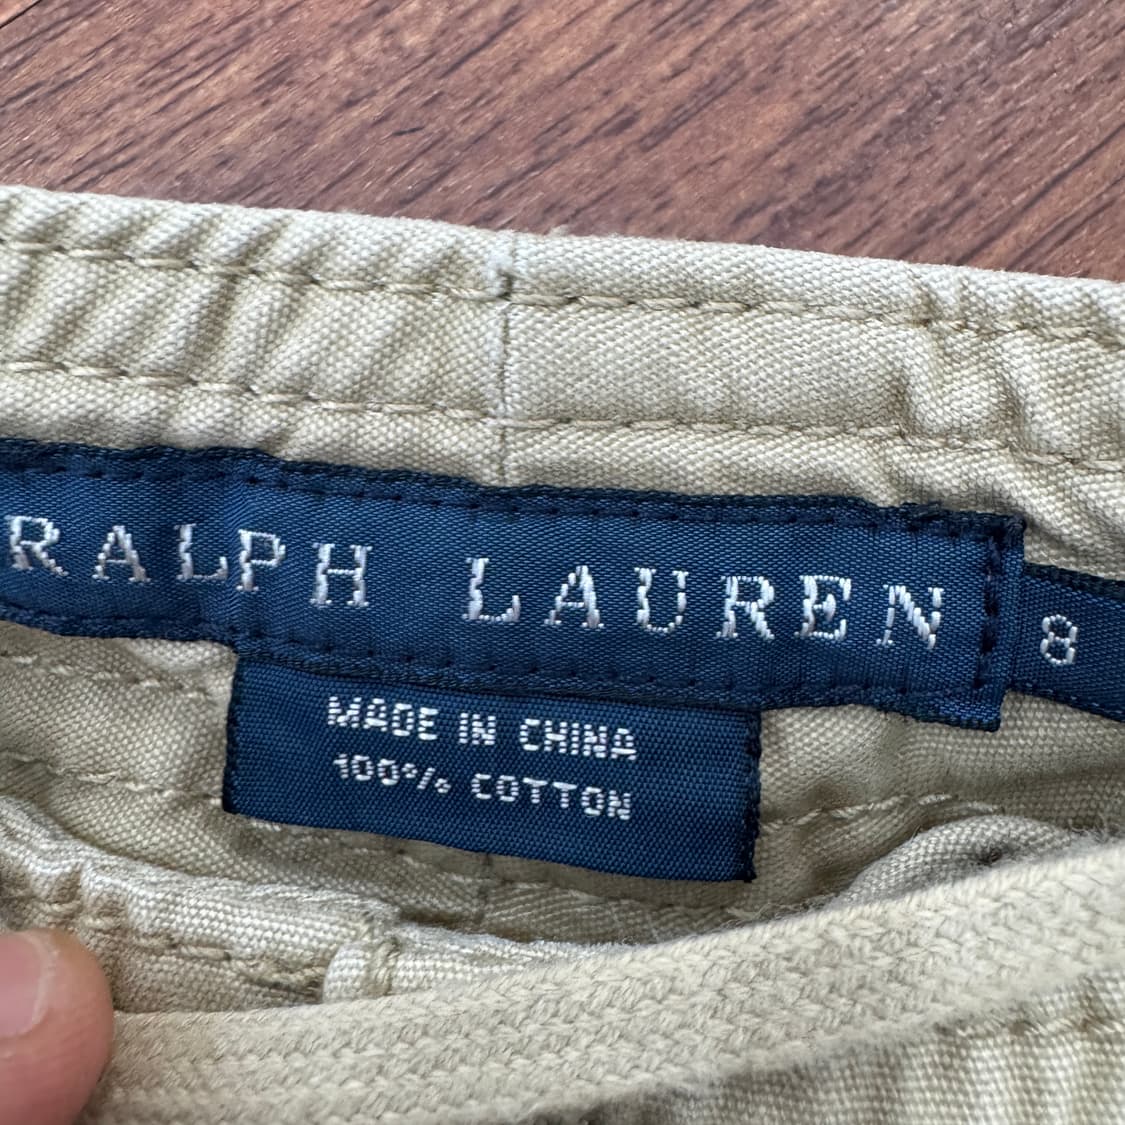 RALPH LAUREN
8
MADE IN CHINA
100% COTTON